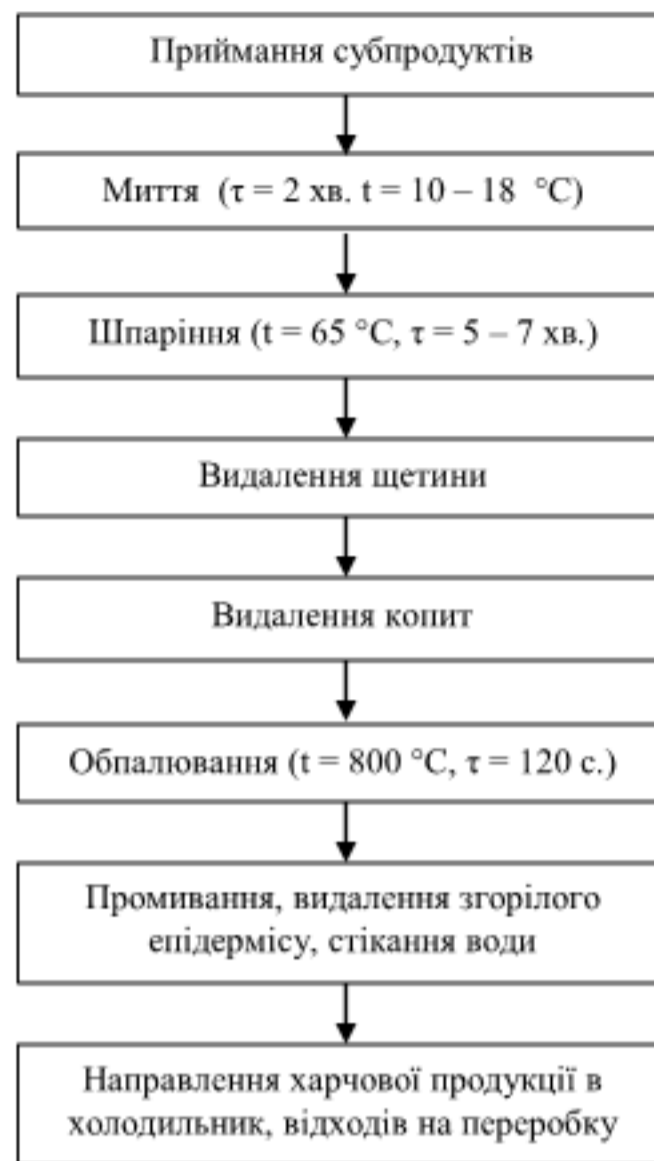 Приймання субпродуктів
Миття (τ = 2 хв. t = 10 – 18 °C)
Шпаріння (t = 65 °C, τ = 5 – 7 хв.)
Видалення щетини
Видалення копит
Обпалювання (t = 800 °C, τ = 120 с.)
Промивання, видалення згорілого
епідермісу, стікання води
Направлення харчової продукції в
холодильник, відходів на переробку